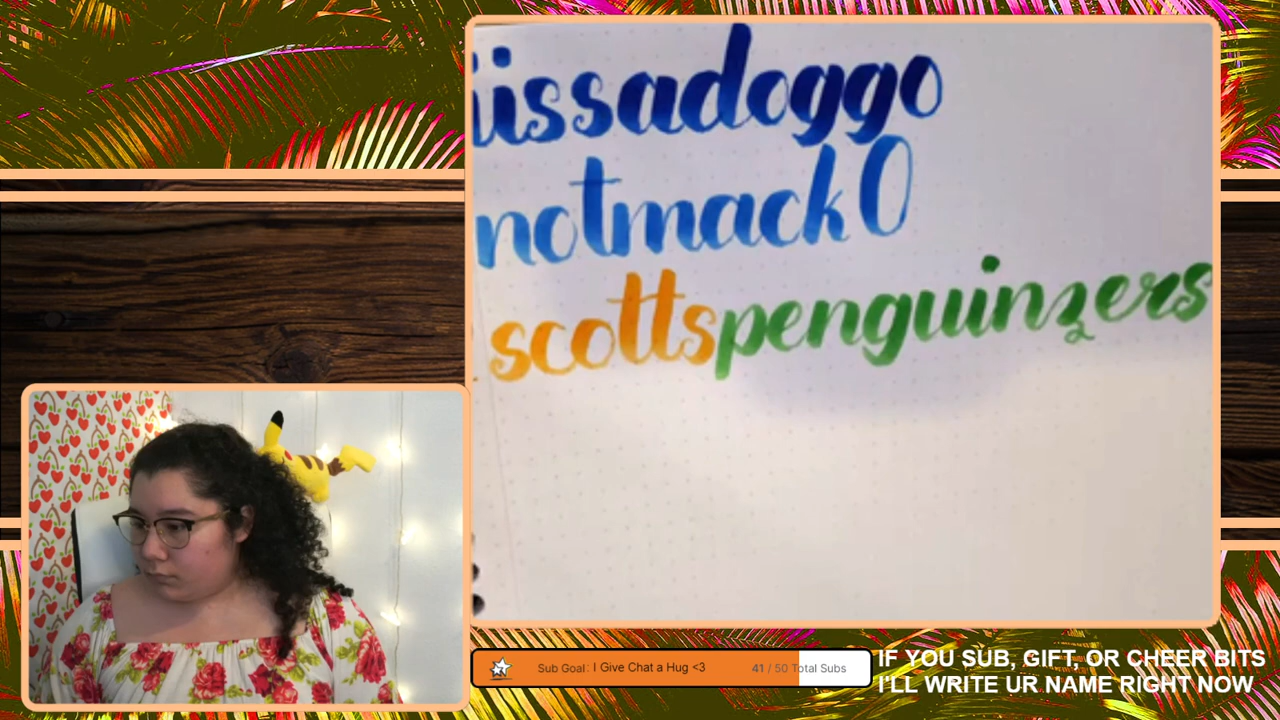 iissadoggo
notmack0
scottspenguinzers
Sub Goal: I Give Chat a Hug <3
41 / 50 Total Subs
IF YOU SUB, GIFT, OR CHEER BITS
I'LL WRITE UR NAME RIGHT NOW